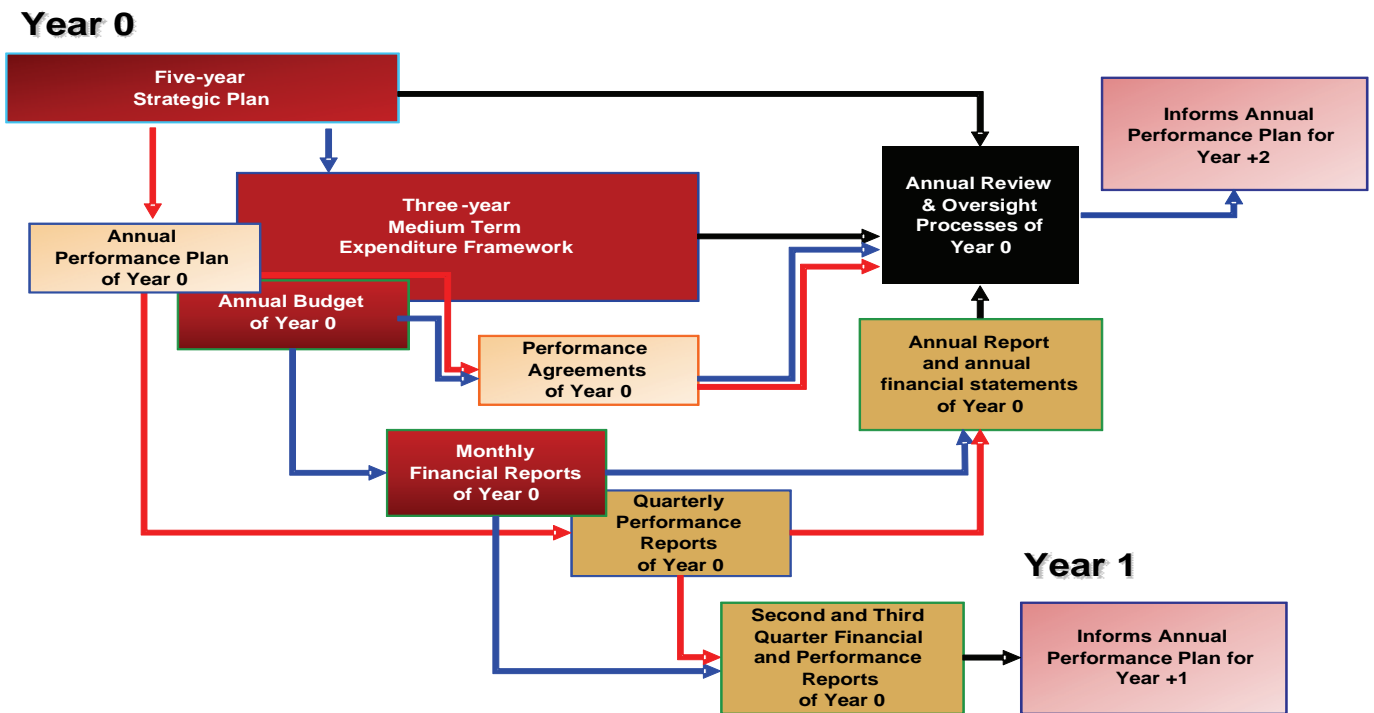 Year 0
Five-year
Strategic Plan
Three -year
Medium Term
Expenditure Framework
Annual
Performance Plan
of Year 0
Annual Budget
of Year 0
Performance
Agreements
of Year 0
Monthly
Financial Reports
of Year 0
Quarterly
Performance
Reports
of Year 0
Second and Third
Quarter Financial
and Performance
Reports
of Year 0
Annual Review
& Oversight
Processes of
Year 0
Annual Report
and annual
financial statements
of Year 0
Informs Annual
Performance Plan for
Year +2
Year 1
Informs Annual
Performance Plan for
Year +1